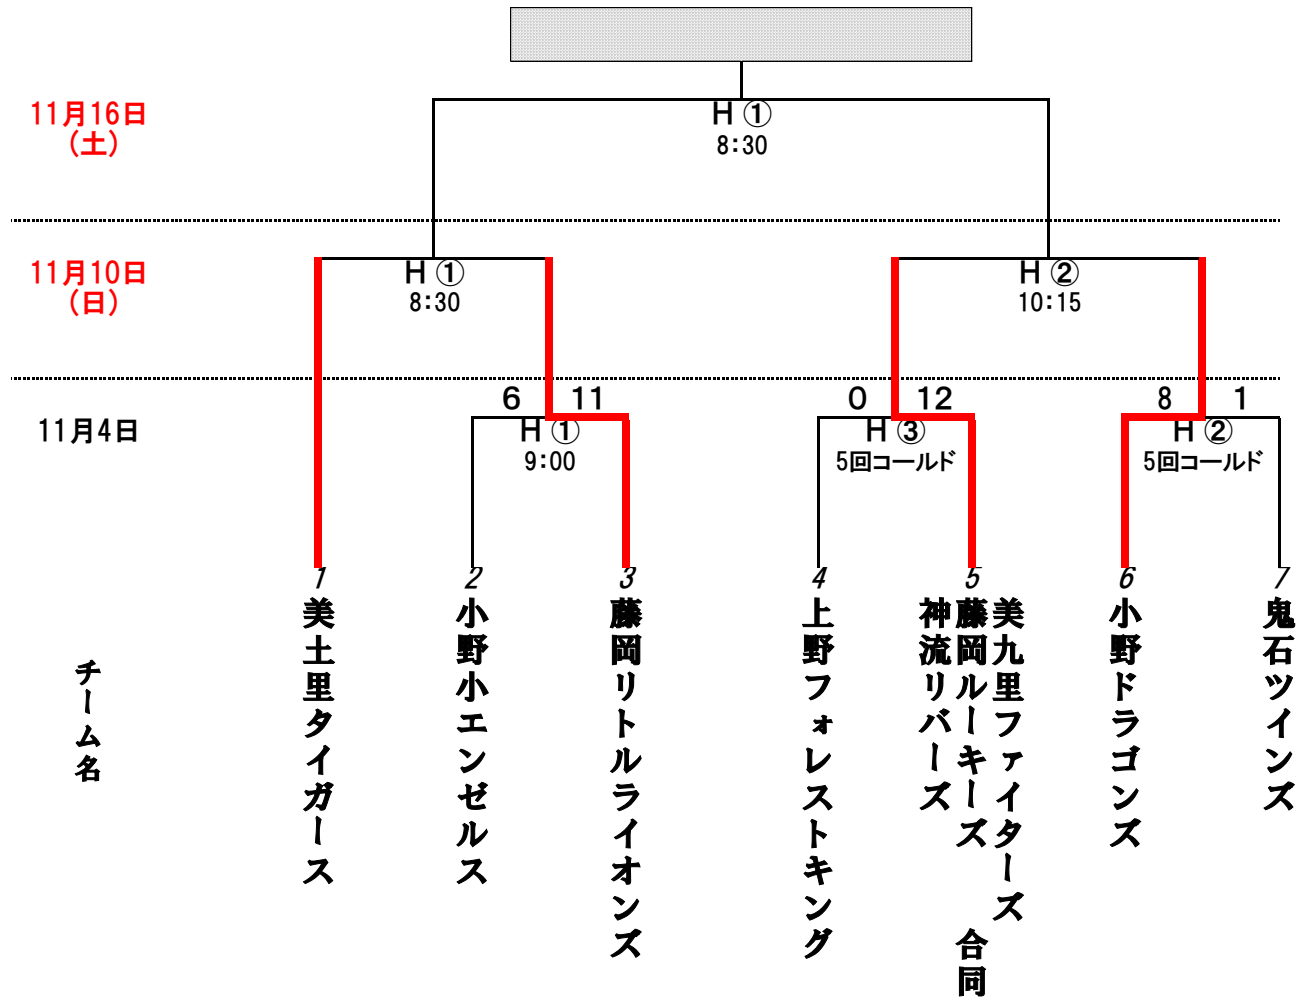 11月16日
(土)
H ①
8:30
11月10日
(日)
H ①
8:30
H ②
10:15
11月4日
6 11
H ①
9:00
0 12
H ③
5回コールド
8 1
H ②
5回コールド
チーム名
1
美土里タイガース
2
小野小エンゼルス
3
藤岡リトルライオンズ
4
上野フォレストキング
5
美九里ファイターズ
藤岡ルーキーズ 合同
神流リバーズ
6
小野ドラゴンズ
7
鬼石ツインズ